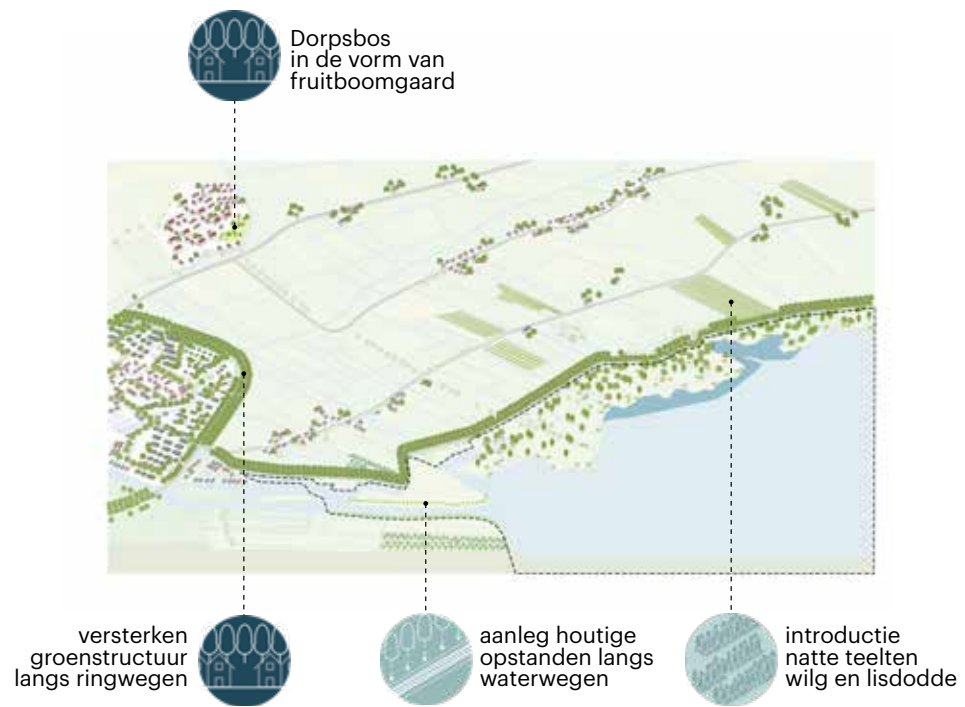 Dorpsbos
in de vorm van
fruitboomgaard
versterken
groenstructuur
langs ringwegen
aanleg houtige
opstanden langs
waterwegen
introductie
natte teelten
wilg en lisdodde